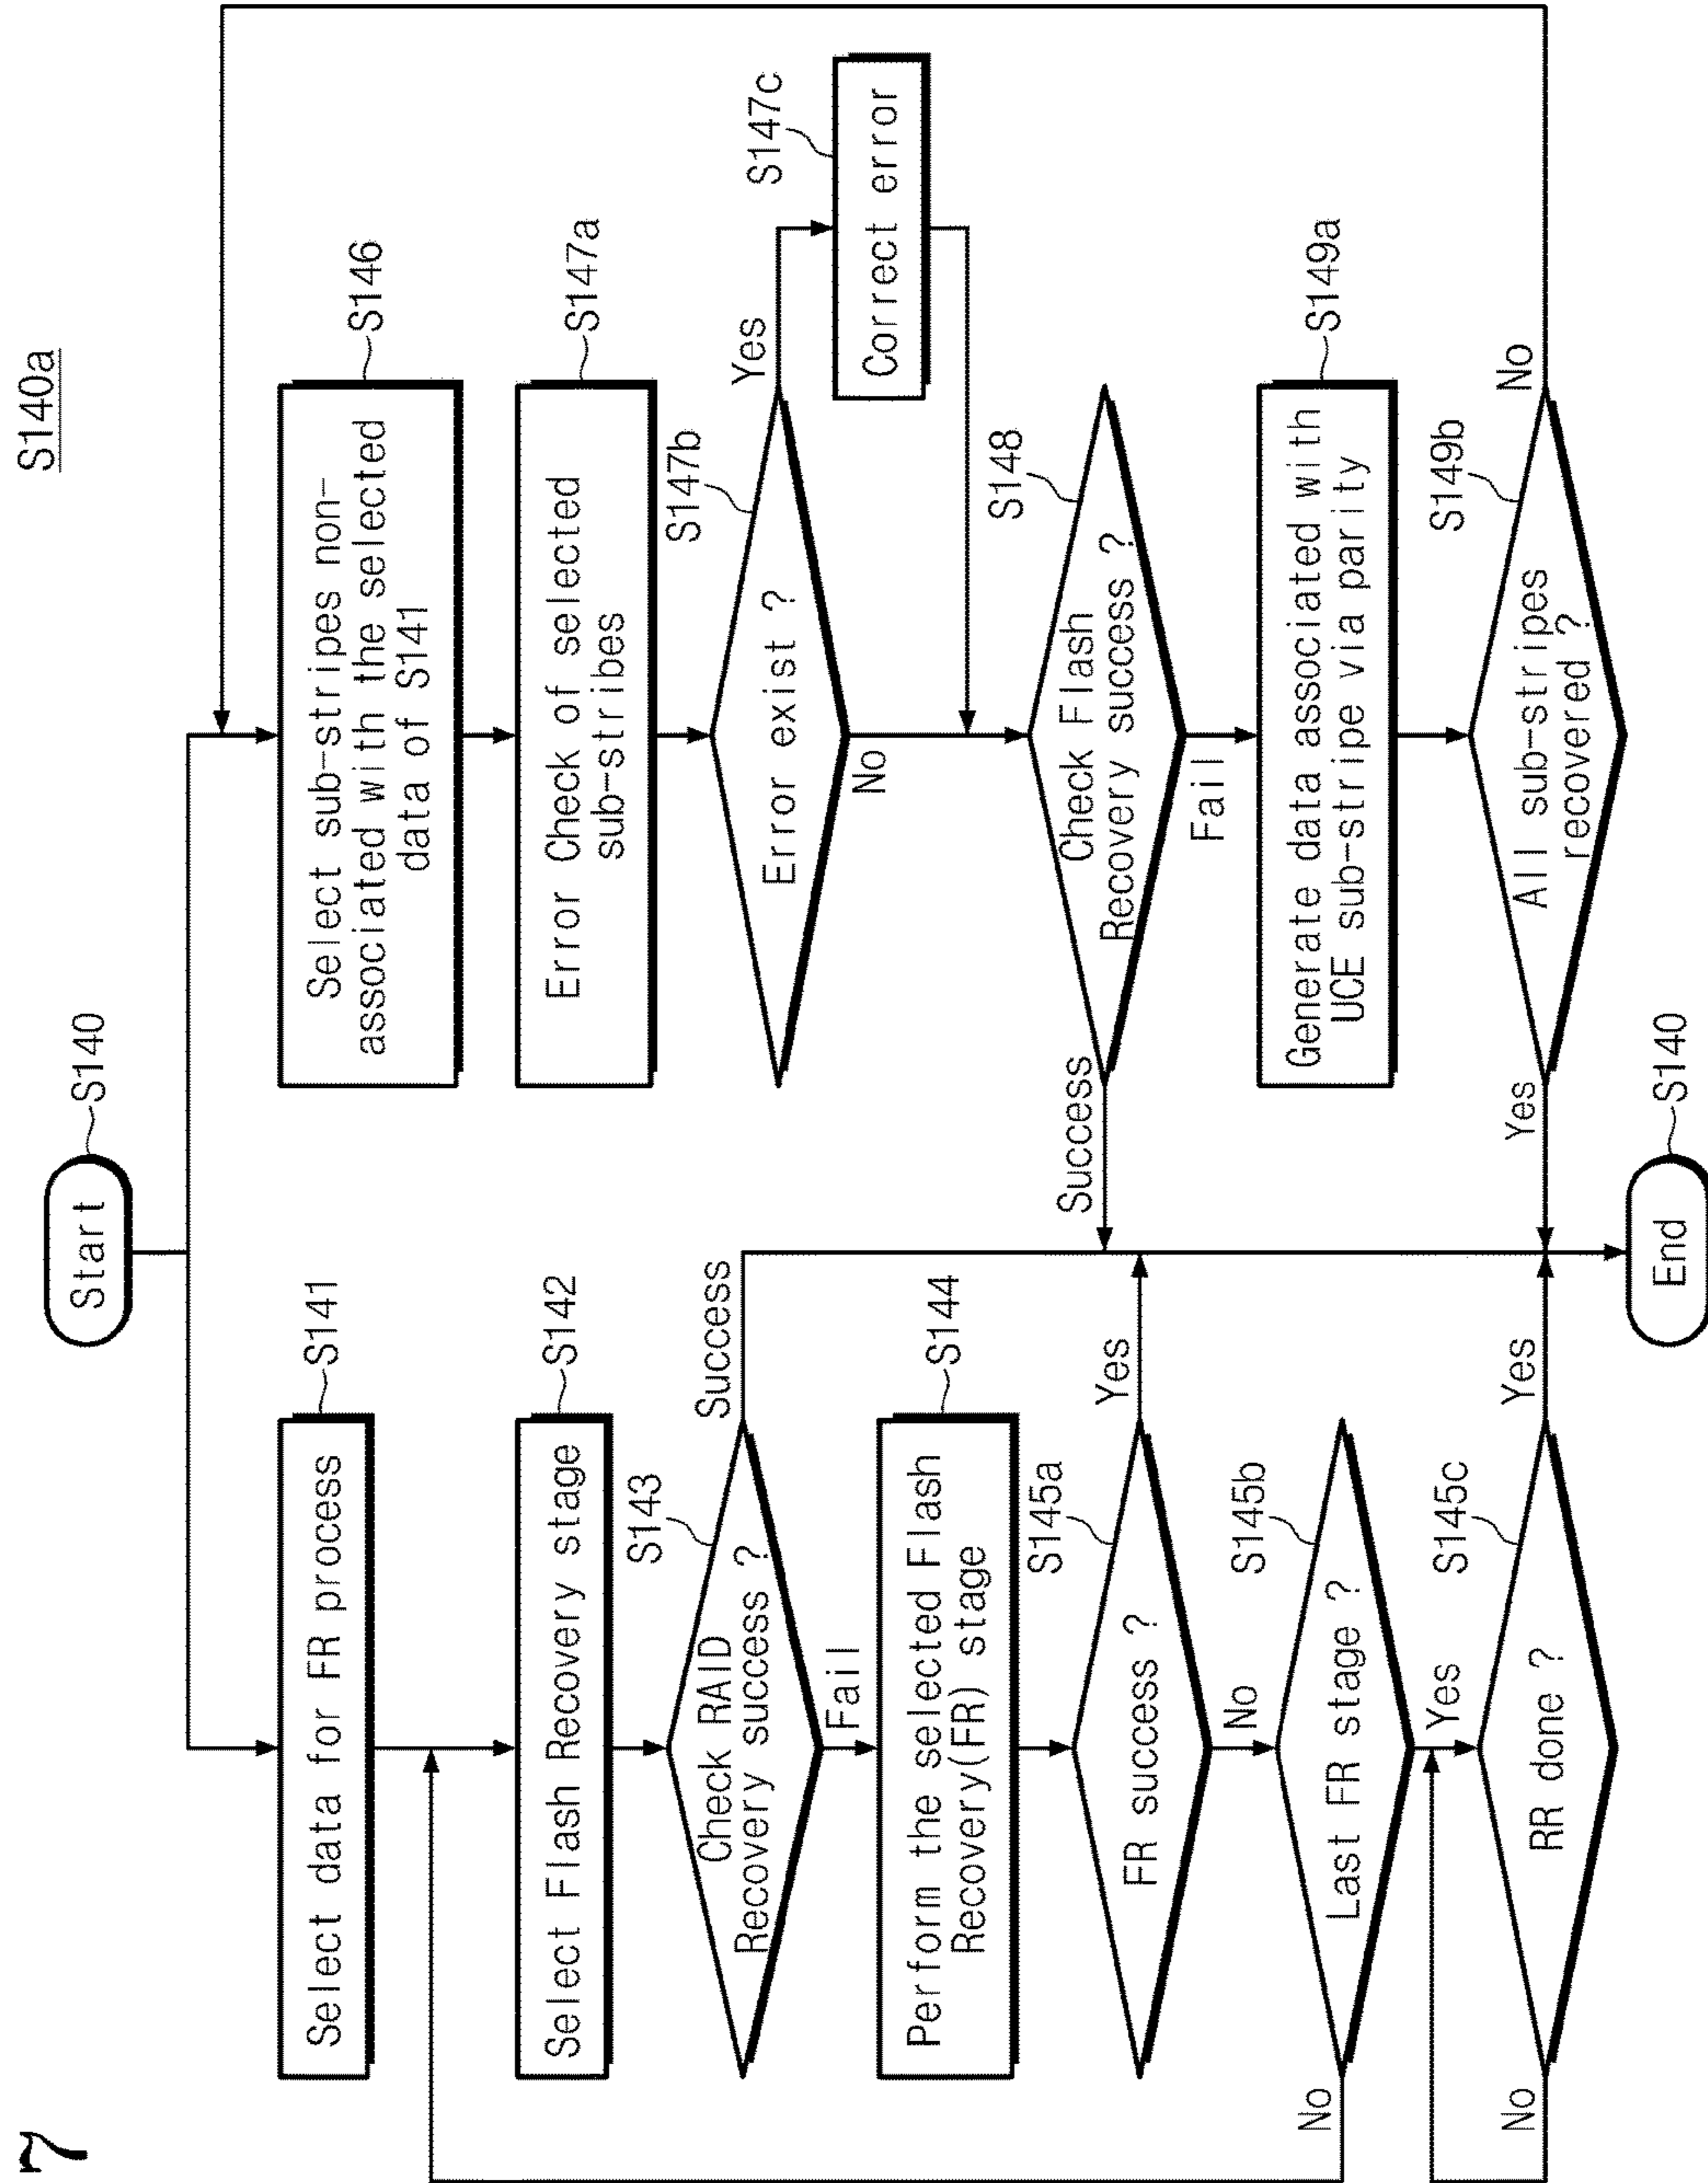 7
S140a
Start
S140
Select data for FR process
S141
Select Flash Recovery stage
S142
Check RAID
Recovery success ?
S143
Success
Fail
Perform the selected Flash
Recovery(FR) stage
S144
FR success ?
S145a
Yes
No
Last FR stage ?
S145b
No
Yes
RR done ?
S145c
No
Yes
Select sub-stripes non-
associated with the selected
data of S141
S146
Error Check of selected
sub-stribes
S147a
Error exist ?
S147b
Yes
No
Correct error
S147c
Check Flash
Recovery success ?
S148
Success
Fail
Generate data associated with
UCE sub-stripe via parity
S149a
All sub-stripes
recovered ?
S149b
Yes
No
End
S140